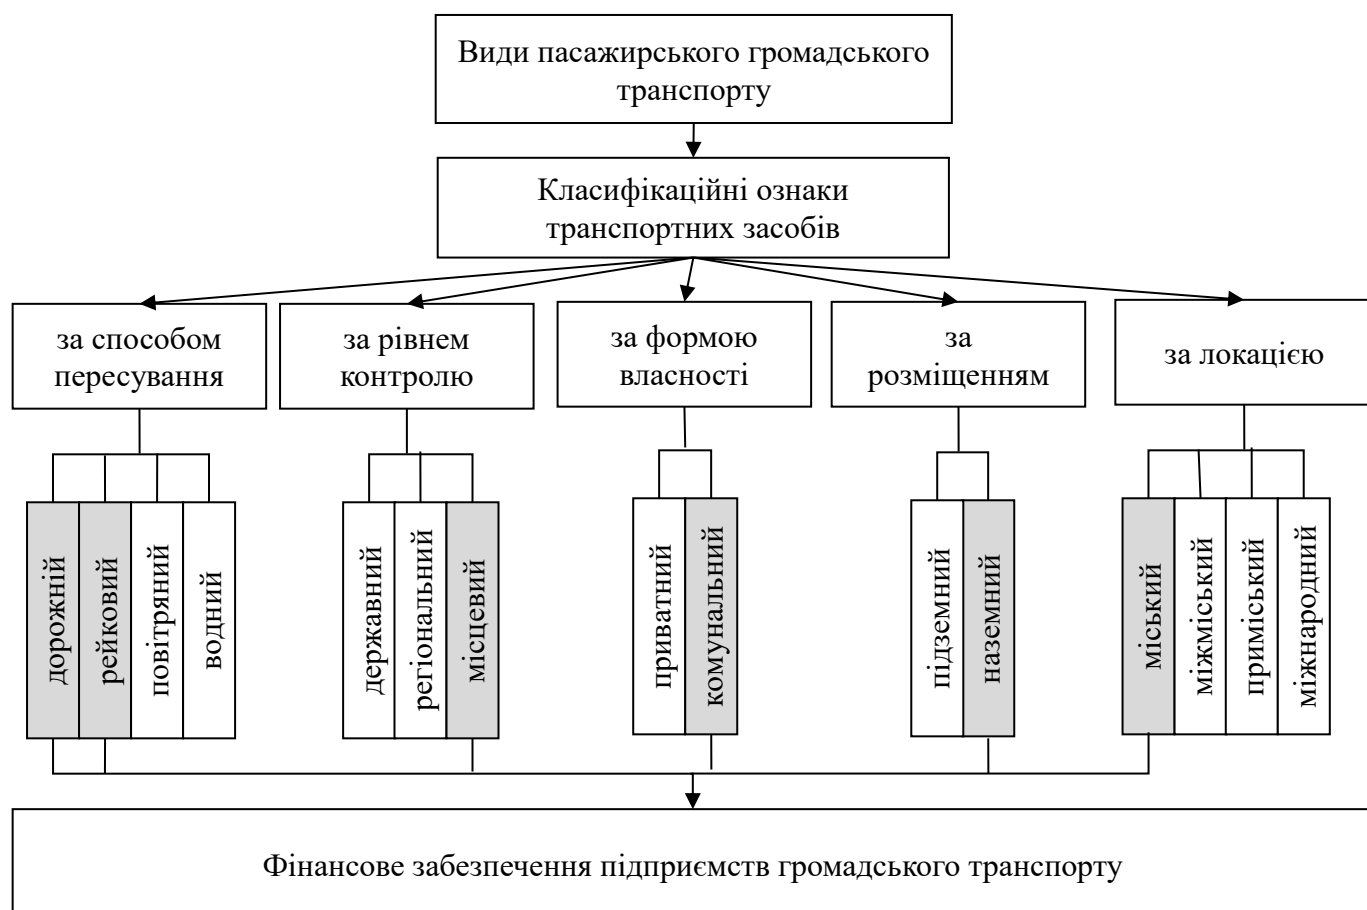 Види пасажирського громадського
транспорту
Класифікаційні ознаки
транспортних засобів
за способом
пересування
за рівнем
контролю
за формою
власності
за
розміщенням
за локацією
дорожній
рейковий
повітряний
водний
державний
регіональний
місцевий
приватний
комунальний
підземний
наземний
міський
міжміський
приміський
міжнародний
Фінансове забезпечення підприємств громадського транспорту